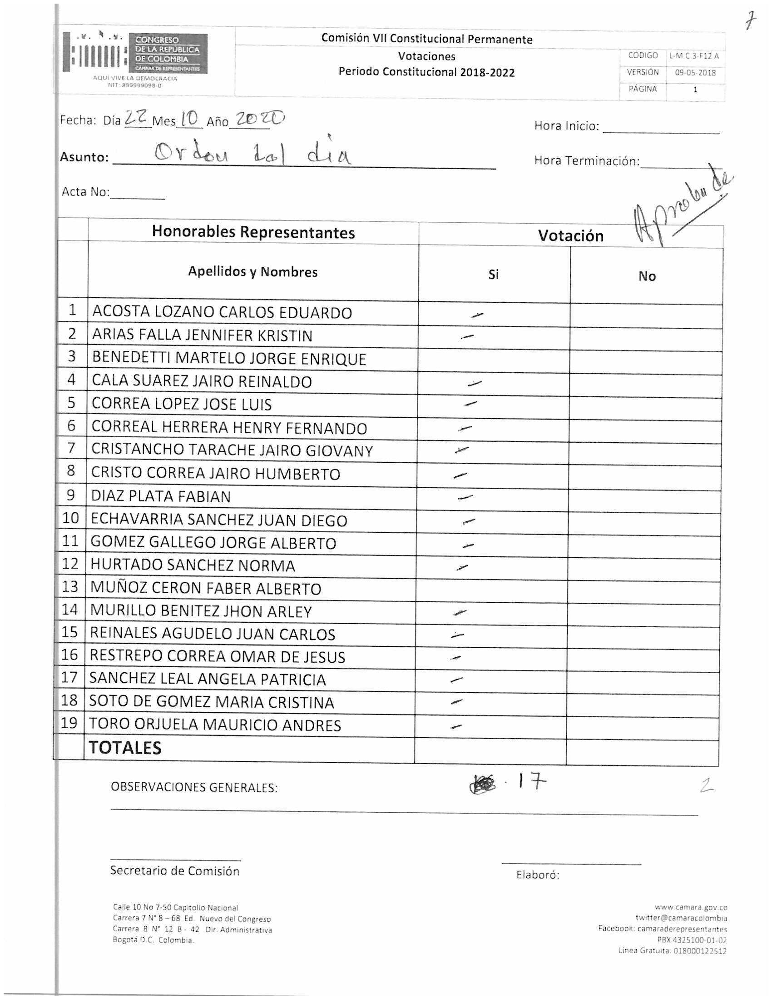 7
CONGRESO
DE LA REPÚBLICA
DE COLOMBIA
CÁMARA DE REPRESENTANTES
AQUÍ VIVE LA DEMOCRACIA
NIT: 899999098-0
Comisión VII Constitucional Permanente
Votaciones
Periodo Constitucional 2018-2022
CÓDIGO L-M.C.3-F12 A
VERSIÓN 09-05-2018
PÁGINA 1
Fecha: Día 22 Mes 10 Año 2020
Hora Inicio:
Asunto: Orden del dia
Hora Terminación:
Acta No:
Aprobado
Honorables Representantes Votación
Apellidos y Nombres Si No
1 ACOSTA LOZANO CARLOS EDUARDO
2 ARIAS FALLA JENNIFER KRISTIN
3 BENEDETTI MARTELO JORGE ENRIQUE
4 CALA SUAREZ JAIRO REINALDO
5 CORREA LOPEZ JOSE LUIS
6 CORREAL HERRERA HENRY FERNANDO
7 CRISTANCHO TARACHE JAIRO GIOVANY
8 CRISTO CORREA JAIRO HUMBERTO
9 DIAZ PLATA FABIAN
10 ECHAVARRIA SANCHEZ JUAN DIEGO
11 GOMEZ GALLEGO JORGE ALBERTO
12 HURTADO SANCHEZ NORMA
13 MUÑOZ CERON FABER ALBERTO
14 MURILLO BENITEZ JHON ARLEY
15 REINALES AGUDELO JUAN CARLOS
16 RESTREPO CORREA OMAR DE JESUS
17 SANCHEZ LEAL ANGELA PATRICIA
18 SOTO DE GOMEZ MARIA CRISTINA
19 TORO ORJUELA MAURICIO ANDRES
TOTALES
OBSERVACIONES GENERALES: 17 2
Secretario de Comisión
Elaboró:
Calle 10 No 7-50 Capitolio Nacional
Carrera 7 N° 8 – 68 Ed. Nuevo del Congreso
Carrera 8 N° 12 B - 42 Dir. Administrativa
Bogotá D.C. Colombia.
www.camara.gov.co
twitter@camaracolombia
Facebook: camaraderepresentantes
PBX 4325100-01-02
Linea Gratuita: 018000122512